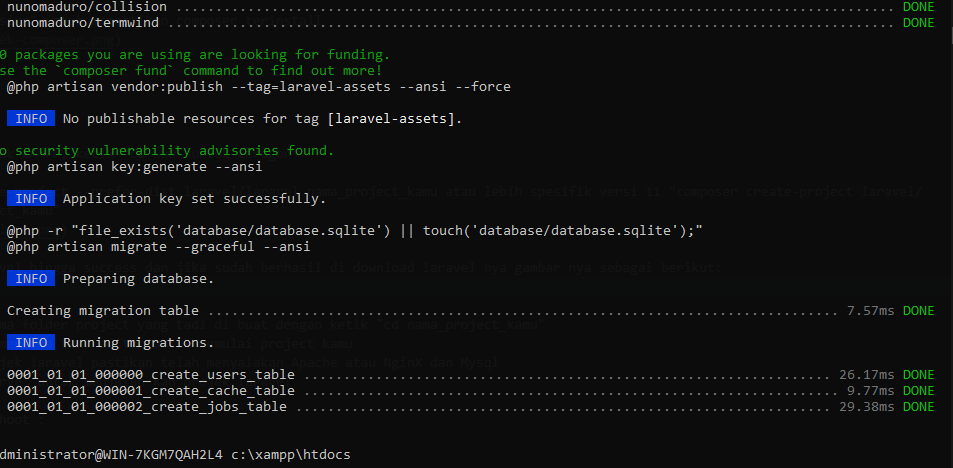 nunomaduro/collision ........................................................................................ DONE
nunomaduro/termwind ......................................................................................... DONE
0 packages you are using are looking for funding.
se the `composer fund` command to find out more!
@php artisan vendor:publish --tag=laravel-assets --ansi --force
INFO No publishable resources for tag [laravel-assets].
o security vulnerability advisories found.
@php artisan key:generate --ansi
INFO Application key set successfully.
@php -r "file_exists('database/database.sqlite') || touch('database/database.sqlite');"
@php artisan migrate --graceful --ansi
INFO Preparing database.
Creating migration table ............................................................................. 7.57ms DONE
INFO Running migrations.
0001_01_01_000000_create_users_table ................................................................ 26.17ms DONE
0001_01_01_000001_create_cache_table ................................................................. 9.77ms DONE
0001_01_01_000002_create_jobs_table ................................................................. 29.38ms DONE
dministrator@WIN-7KGM7QAH2L4 c:\xampp\htdocs